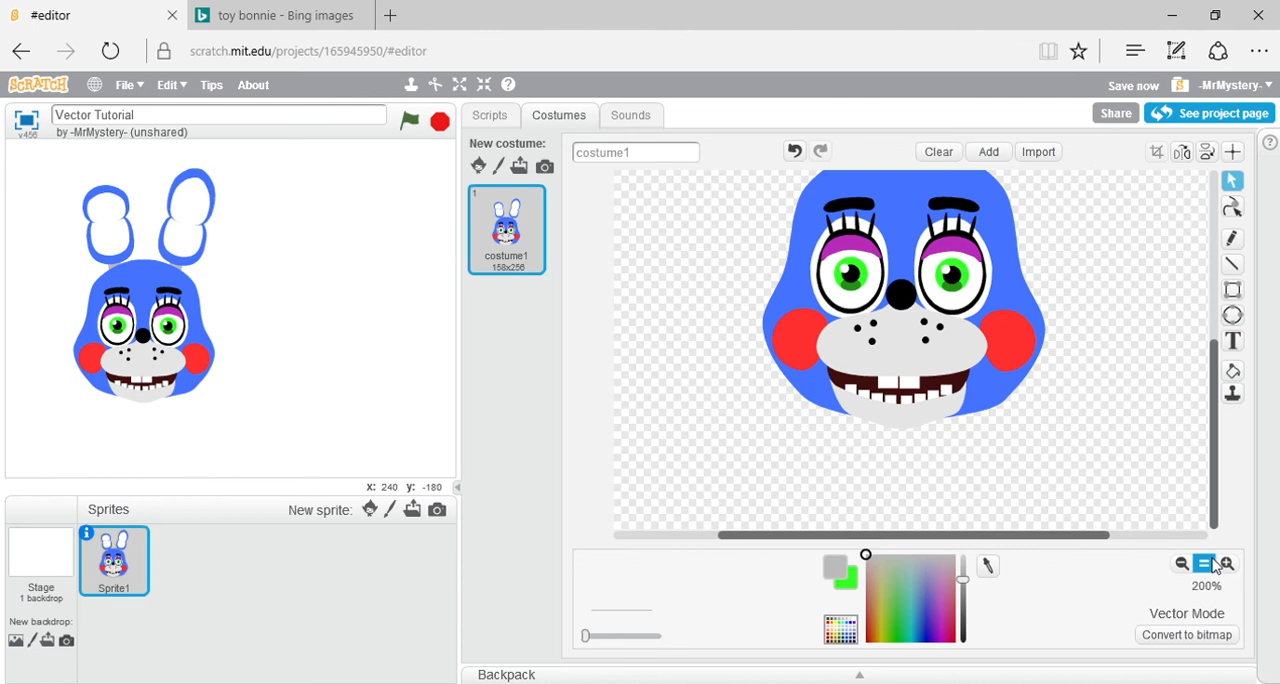 #editor
toy bonnie - Bing images
scratch.mit.edu/projects/165945950/#editor
SCRATCH File Edit Tips About Save now -MrMystery-
Vector Tutorial
by -MrMystery- (unshared)
v456
Scripts Costumes Sounds
Share See project page
New costume:
costume1
Clear Add Import
1
costume1
158x256
T
x: 240 y: -180
Sprites New sprite:
Stage
1 backdrop
Sprite1
New backdrop:
200%
Vector Mode
Convert to bitmap
Backpack